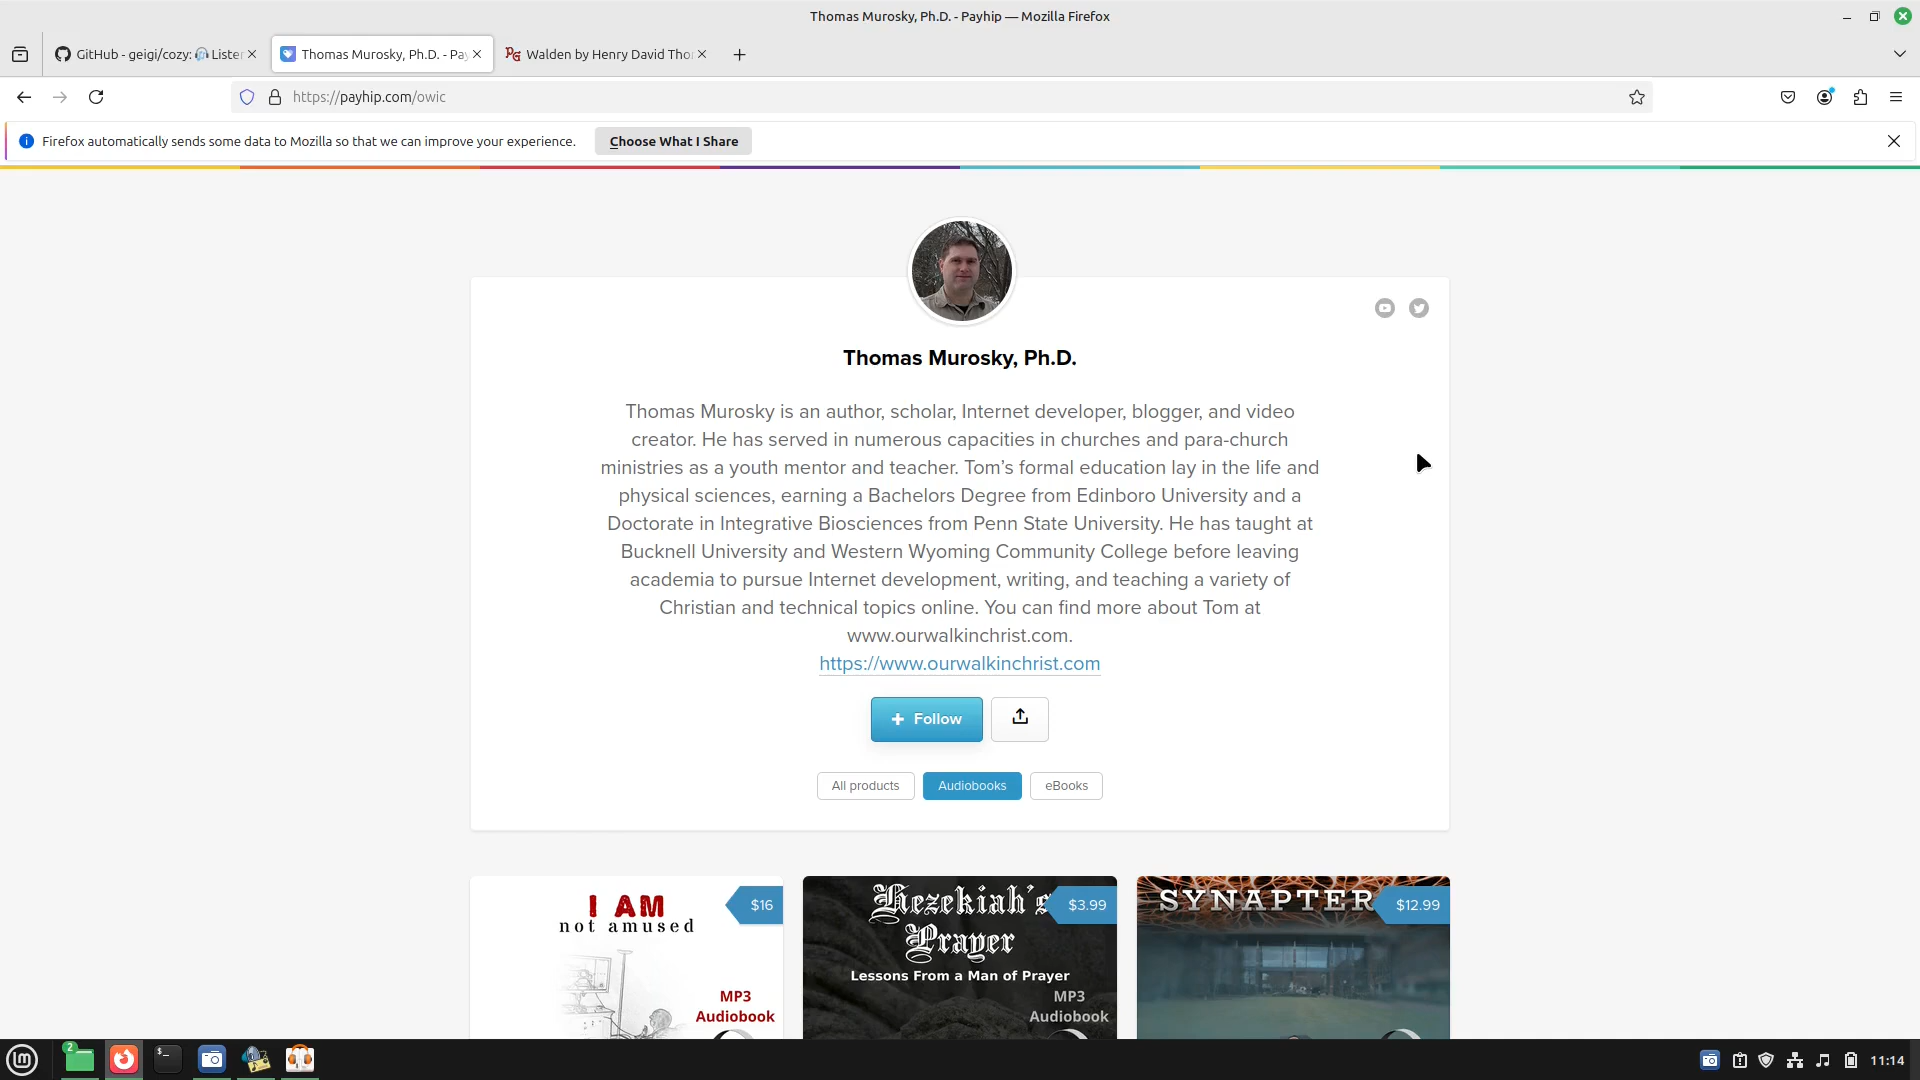 Thomas Murosky, Ph.D. - Payhip — Mozilla Firefox
GitHub - geigi/cozy: 🎧 Lister
Thomas Murosky, Ph.D. - Pay
Walden by Henry David Tho
https://payhip.com/owic
Firefox automatically sends some data to Mozilla so that we can improve your experience.
Choose What I Share
Thomas Murosky, Ph.D.
Thomas Murosky is an author, scholar, Internet developer, blogger, and video
creator. He has served in numerous capacities in churches and para-church
ministries as a youth mentor and teacher. Tom’s formal education lay in the life and
physical sciences, earning a Bachelors Degree from Edinboro University and a
Doctorate in Integrative Biosciences from Penn State University. He has taught at
Bucknell University and Western Wyoming Community College before leaving
academia to pursue Internet development, writing, and teaching a variety of
Christian and technical topics online. You can find more about Tom at
www.ourwalkinchrist.com.
https://www.ourwalkinchrist.com
+ Follow
All products
Audiobooks
eBooks
I AM
not amused
$16
MP3
Audiobook
Hezekiah's
Prayer
$3.99
Lessons From a Man of Prayer
MP3
Audiobook
SYNAPTER
$12.99
2
11:14